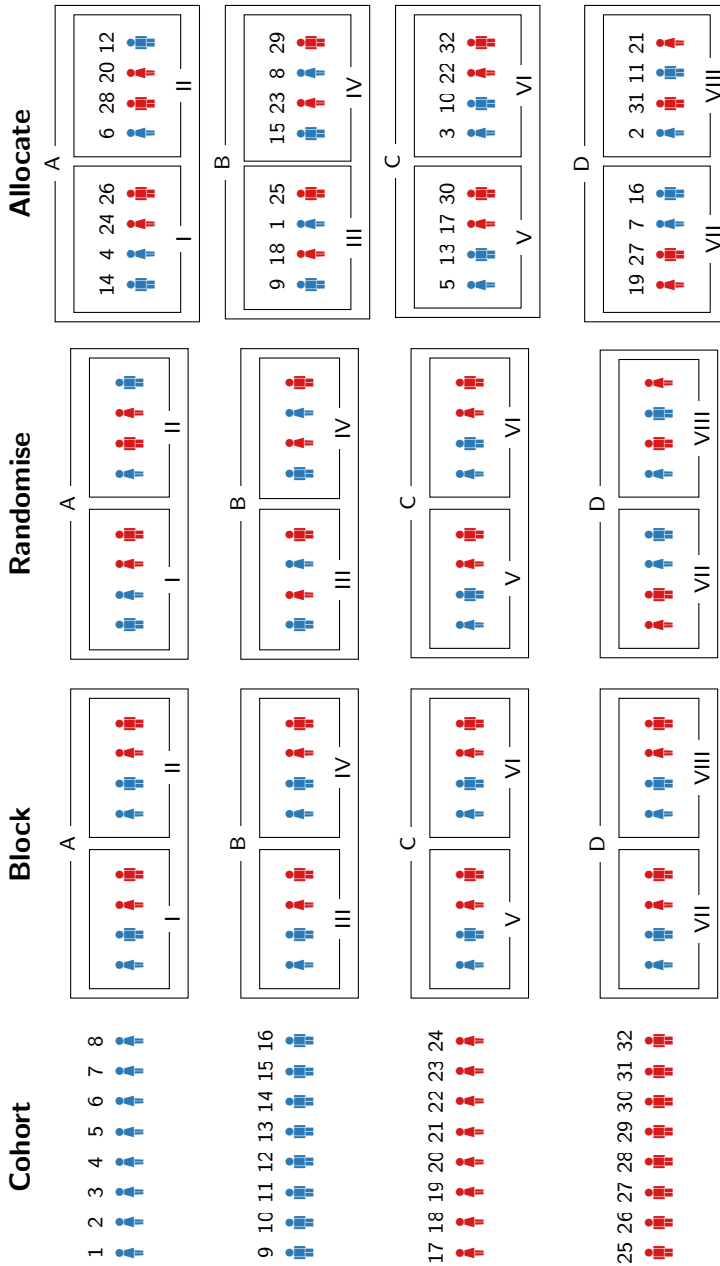 Cohort Block Randomise Allocate
A A A
1 2 3 4 5 6 7 8 14 4 24 26 6 28 20 12
I II I II I II
B B B
9 10 11 12 13 14 15 16 9 18 1 25 15 23 8 29
III IV III IV III IV
C C C
17 18 19 20 21 22 23 24 5 13 17 30 3 10 22 32
V VI V VI V VI
D D D
25 26 27 28 29 30 31 32 19 27 7 16 2 31 11 21
VII VIII VII VIII VII VIII